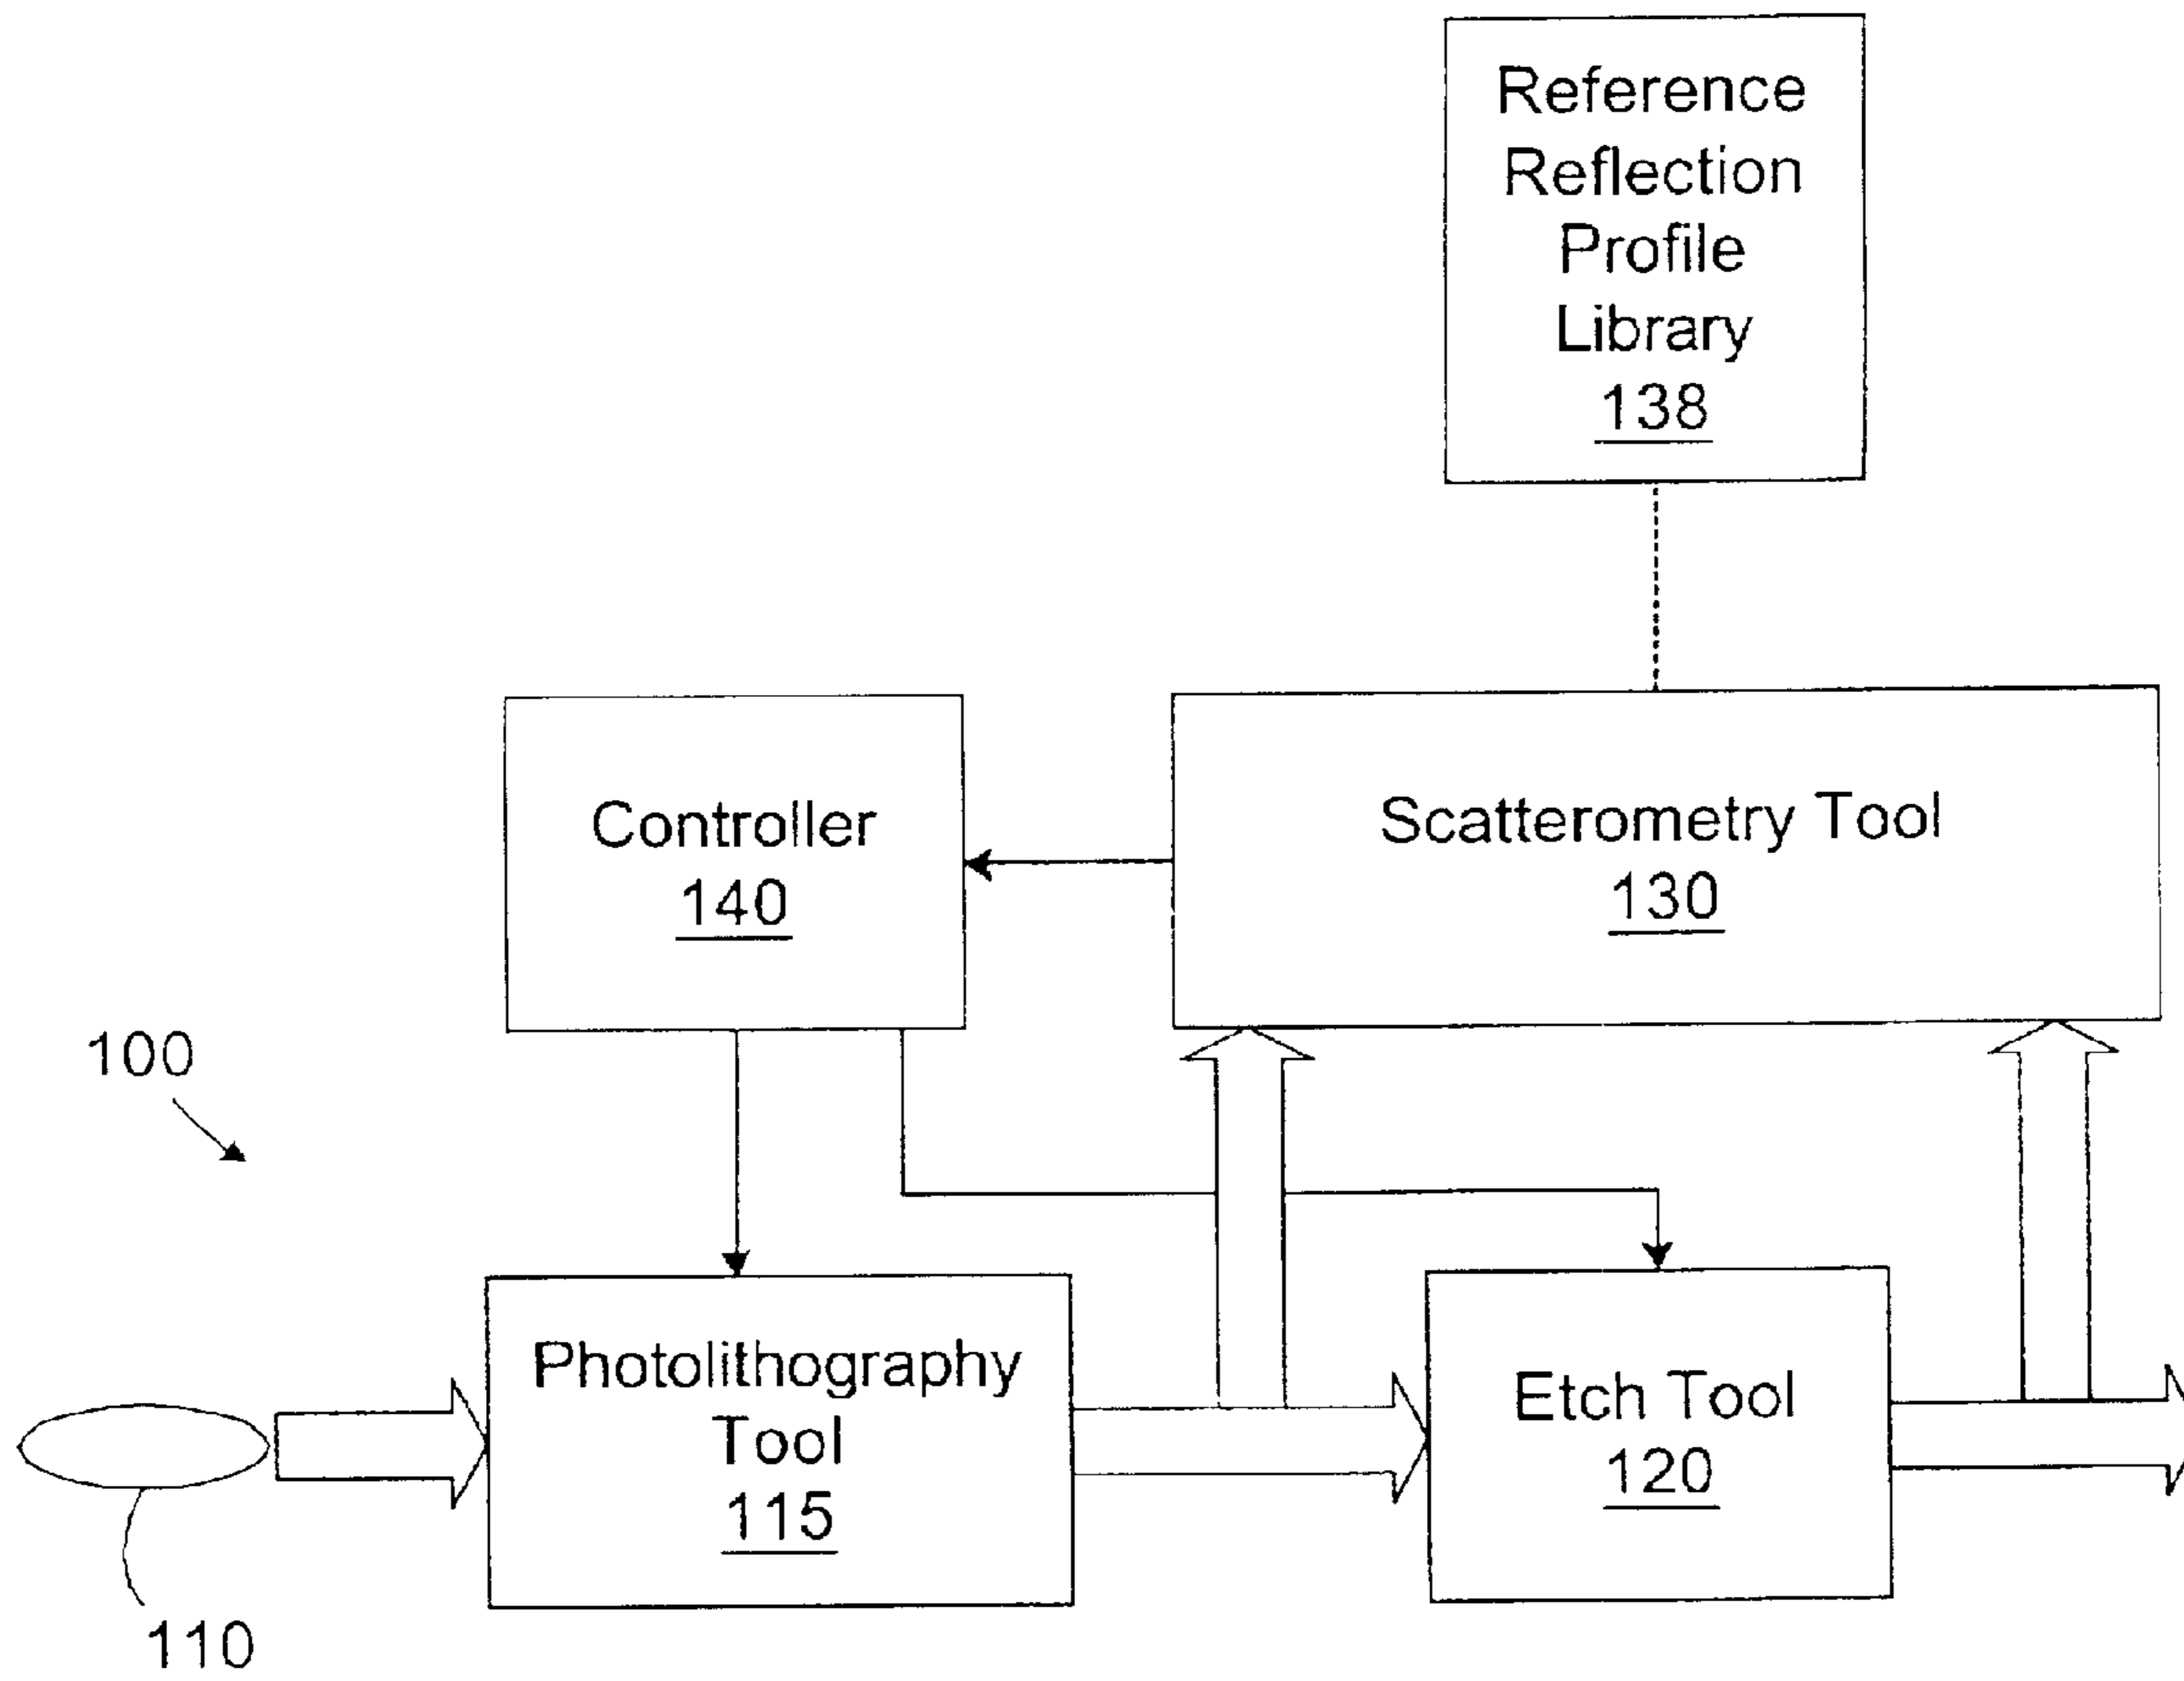 Reference
Reflection
Profile
Library
138
Controller
140
Scatterometry Tool
130
100
Photolithography
Tool
115
Etch Tool
120
110